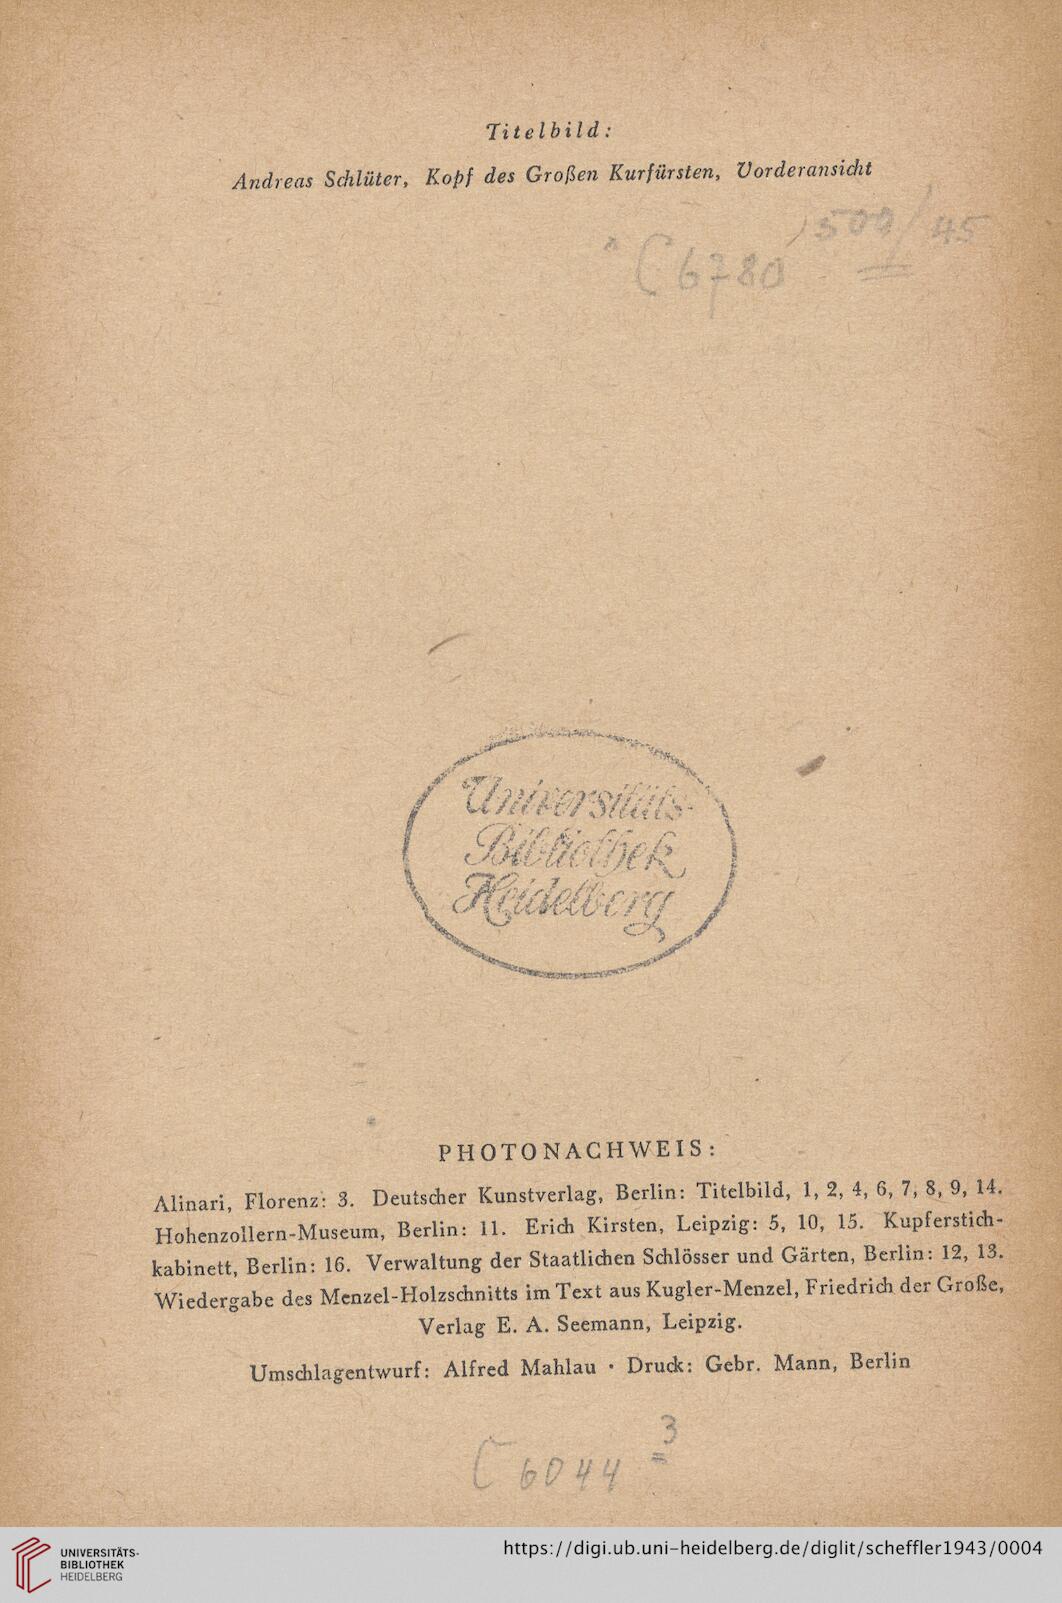 Titelbild:
Andreas Schlüter, Kopf des Großen Kurfürsten, Vorderansicht
500/45
C 6780
Universitäts-
Bibliothek
Heidelberg
PHOTONACHWEIS:
Alinari, Florenz: 3. Deutscher Kunstverlag, Berlin: Titelbild, 1, 2, 4, 6, 7, 8, 9, 14.
Hohenzollern-Museum, Berlin: 11. Erich Kirsten, Leipzig: 5, 10, 15. Kupferstich-
kabinett, Berlin: 16. Verwaltung der Staatlichen Schlösser und Gärten, Berlin: 12, 13.
Wiedergabe des Menzel-Holzschnitts im Text aus Kugler-Menzel, Friedrich der Große,
Verlag E. A. Seemann, Leipzig.
Umschlagentwurf: Alfred Mahlau · Druck: Gebr. Mann, Berlin
C 6044 3
UNIVERSITÄTS-
BIBLIOTHEK
HEIDELBERG
https://digi.ub.uni-heidelberg.de/diglit/scheffler1943/0004